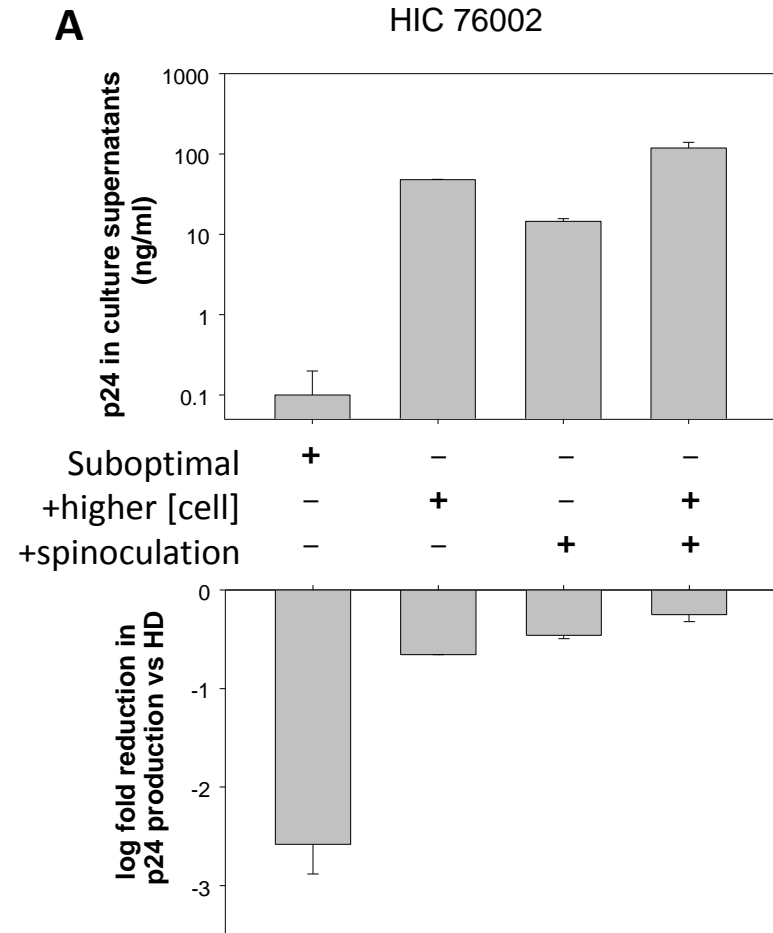 A
HIC 76002
p24 in culture supernatants
(ng/ml)
1000
100
10
1
0.1
Suboptimal + – – –
+higher [cell] – + – +
+spinoculation – – + +
log fold reduction in
p24 production vs HD
0
-1
-2
-3